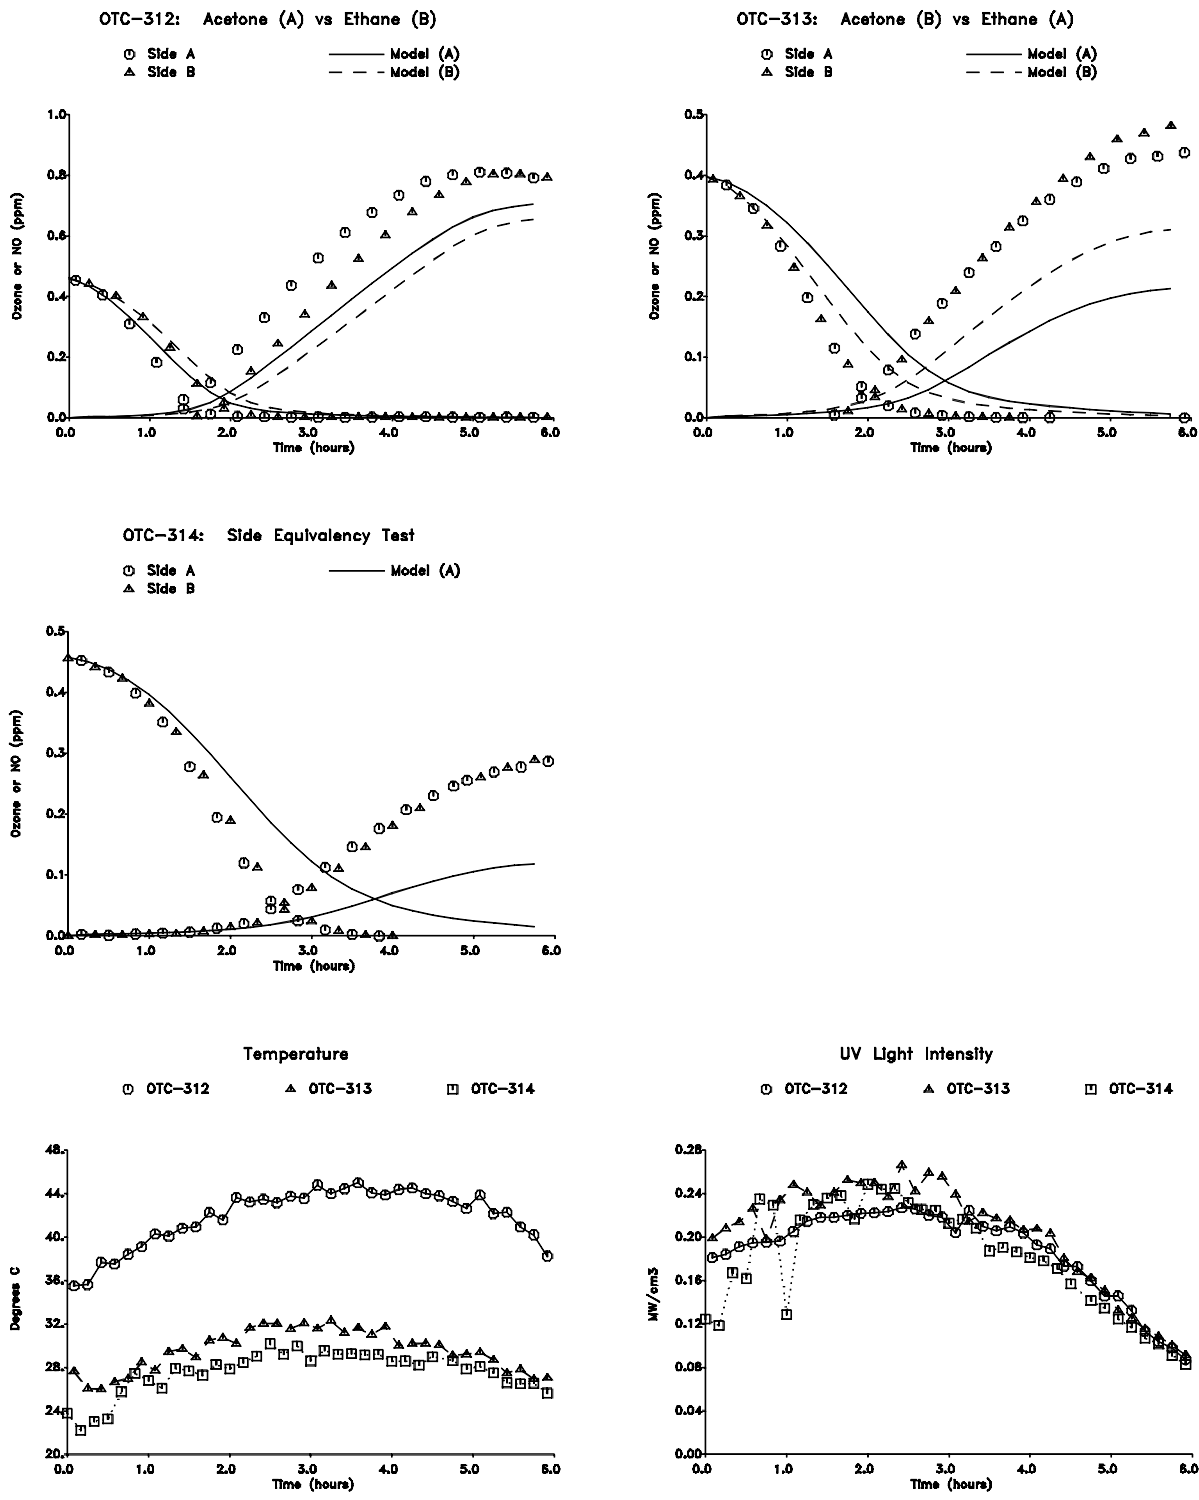 OTC-312: Acetone (A) vs Ethane (B)
Side A Model (A)
Side B Model (B)
1.0
0.8
0.6
0.4
0.2
0.0
Ozone or NO (ppm)
0.0 1.0 2.0 3.0 4.0 5.0 6.0
Time (hours)
OTC-313: Acetone (B) vs Ethane (A)
Side A Model (A)
Side B Model (B)
0.5
0.4
0.3
0.2
0.1
0.0
Ozone or NO (ppm)
0.0 1.0 2.0 3.0 4.0 5.0 6.0
Time (hours)
OTC-314: Side Equivalency Test
Side A Model (A)
Side B
0.5
0.4
0.3
0.2
0.1
0.0
Ozone or NO (ppm)
0.0 1.0 2.0 3.0 4.0 5.0 6.0
Time (hours)
Temperature
OTC-312 OTC-313 OTC-314
48.
44.
40.
36.
32.
28.
24.
20.
Degrees C
0.0 1.0 2.0 3.0 4.0 5.0 6.0
Time (hours)
UV Light Intensity
OTC-312 OTC-313 OTC-314
0.28
0.24
0.20
0.16
0.12
0.08
0.04
0.00
MW/cm3
0.0 1.0 2.0 3.0 4.0 5.0 6.0
Time (hours)